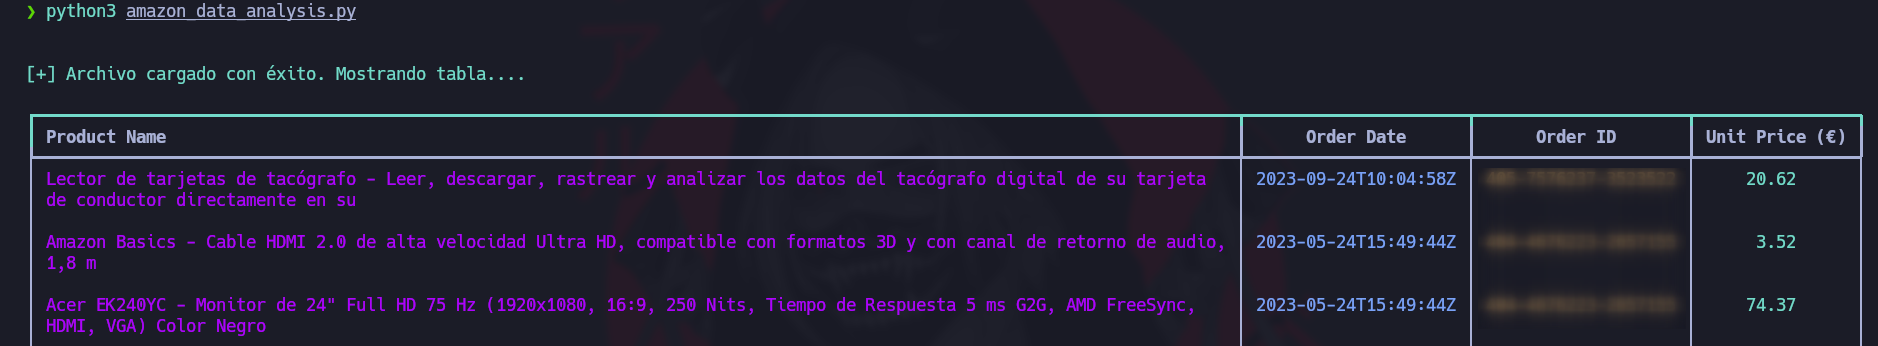 ❯ python3 amazon_data_analysis.py
[+] Archivo cargado con éxito. Mostrando tabla....
Product Name Order Date Order ID Unit Price (€)
Lector de tarjetas de tacógrafo - Leer, descargar, rastrear y analizar los datos del tacógrafo digital de su tarjeta 2023-09-24T10:04:58Z 20.62
de conductor directamente en su
Amazon Basics - Cable HDMI 2.0 de alta velocidad Ultra HD, compatible con formatos 3D y con canal de retorno de audio, 2023-05-24T15:49:44Z 3.52
1,8 m
Acer EK240YC - Monitor de 24" Full HD 75 Hz (1920x1080, 16:9, 250 Nits, Tiempo de Respuesta 5 ms G2G, AMD FreeSync, 2023-05-24T15:49:44Z 74.37
HDMI, VGA) Color Negro